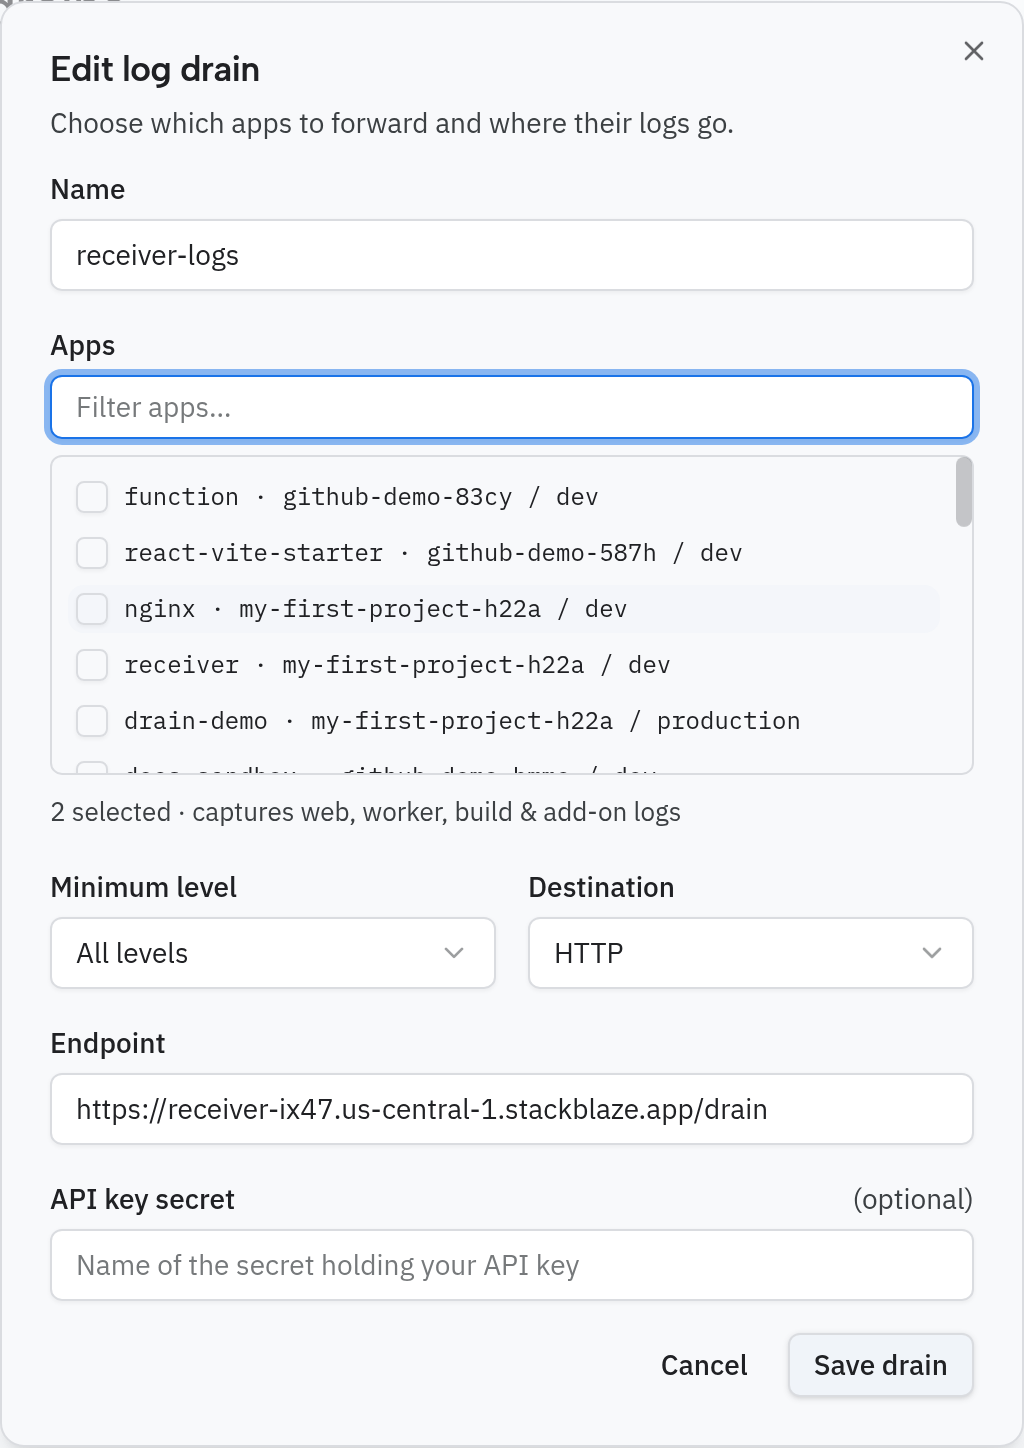 Edit log drain
Choose which apps to forward and where their logs go.
Name
receiver-logs
Apps
Filter apps...
function · github-demo-83cy / dev
react-vite-starter · github-demo-587h / dev
nginx · my-first-project-h22a / dev
receiver · my-first-project-h22a / dev
drain-demo · my-first-project-h22a / production
2 selected · captures web, worker, build & add-on logs
Minimum level
Destination
All levels
HTTP
Endpoint
https://receiver-ix47.us-central-1.stackblaze.app/drain
API key secret
(optional)
Name of the secret holding your API key
Cancel
Save drain